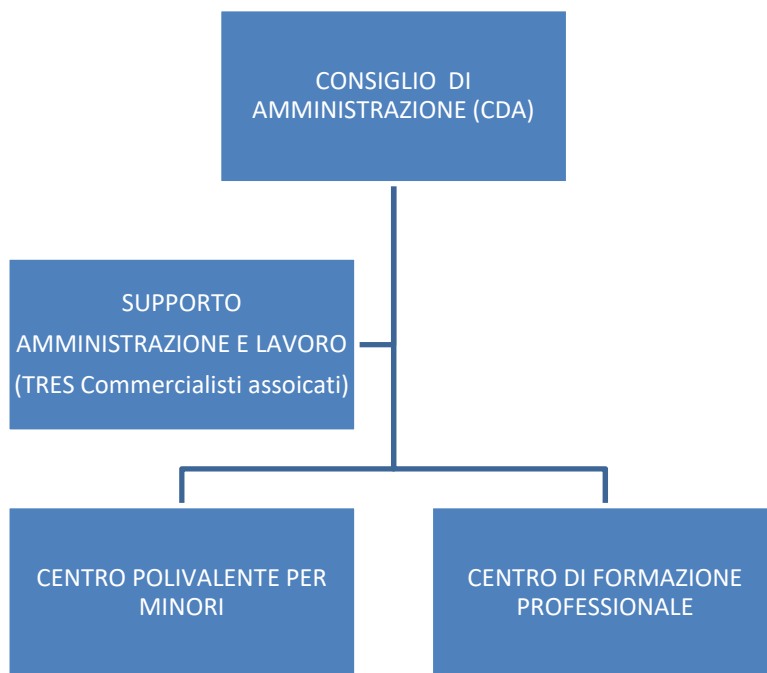 CONSIGLIO DI
AMMINISTRAZIONE (CDA)
SUPPORTO
AMMINISTRAZIONE E LAVORO
(TRES Commercialisti assoicati)
CENTRO POLIVALENTE PER
MINORI
CENTRO DI FORMAZIONE
PROFESSIONALE